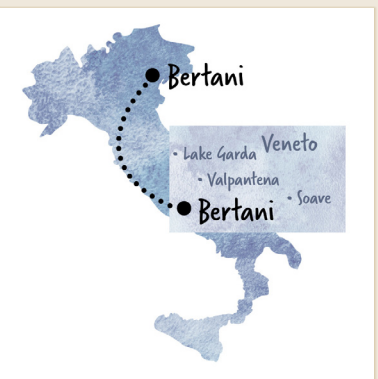 Bertani
Veneto
Lake Garda
Valpantena
Soave
Bertani